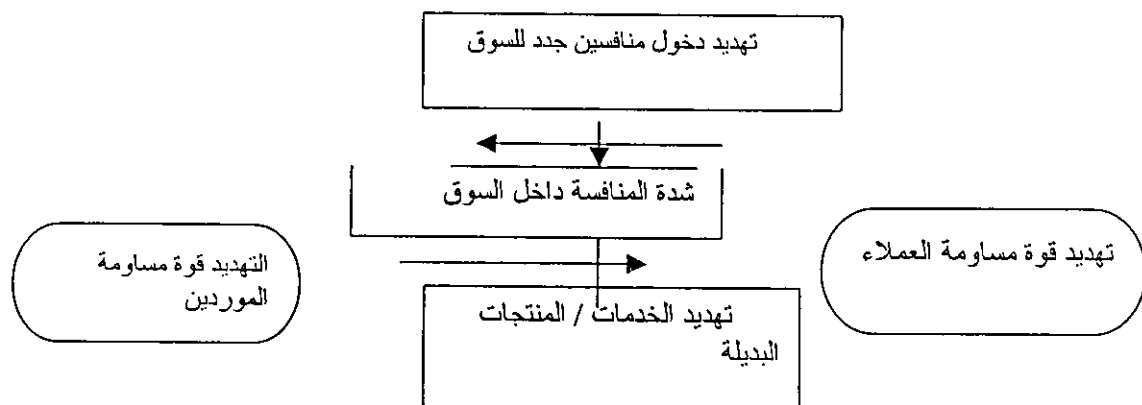 تهديد دخول منافسين جدد للسوق
شدة المنافسة داخل السوق
تهديد قوة مساومة العملاء
التهديد قوة مساومة
الموردين
تهديد الخدمات / المنتجات
البديلة